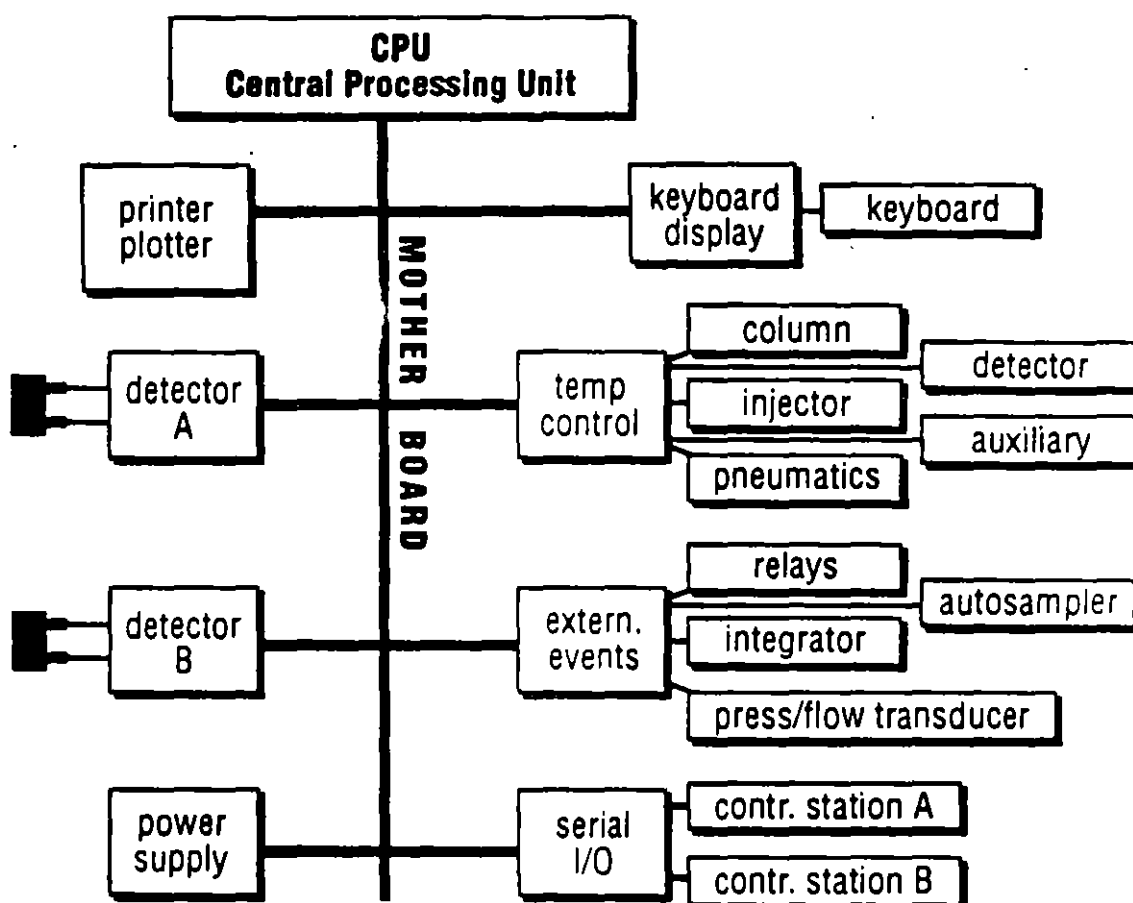 CPU
Central Processing Unit
printer
plotter
keyboard
display
keyboard
MOTHER BOARD
detector
A
temp
control
column
detector
injector
auxiliary
pneumatics
detector
B
extern.
events
relays
autosampler
integrator
press/flow transducer
power
supply
serial
I/O
contr. station A
contr. station B